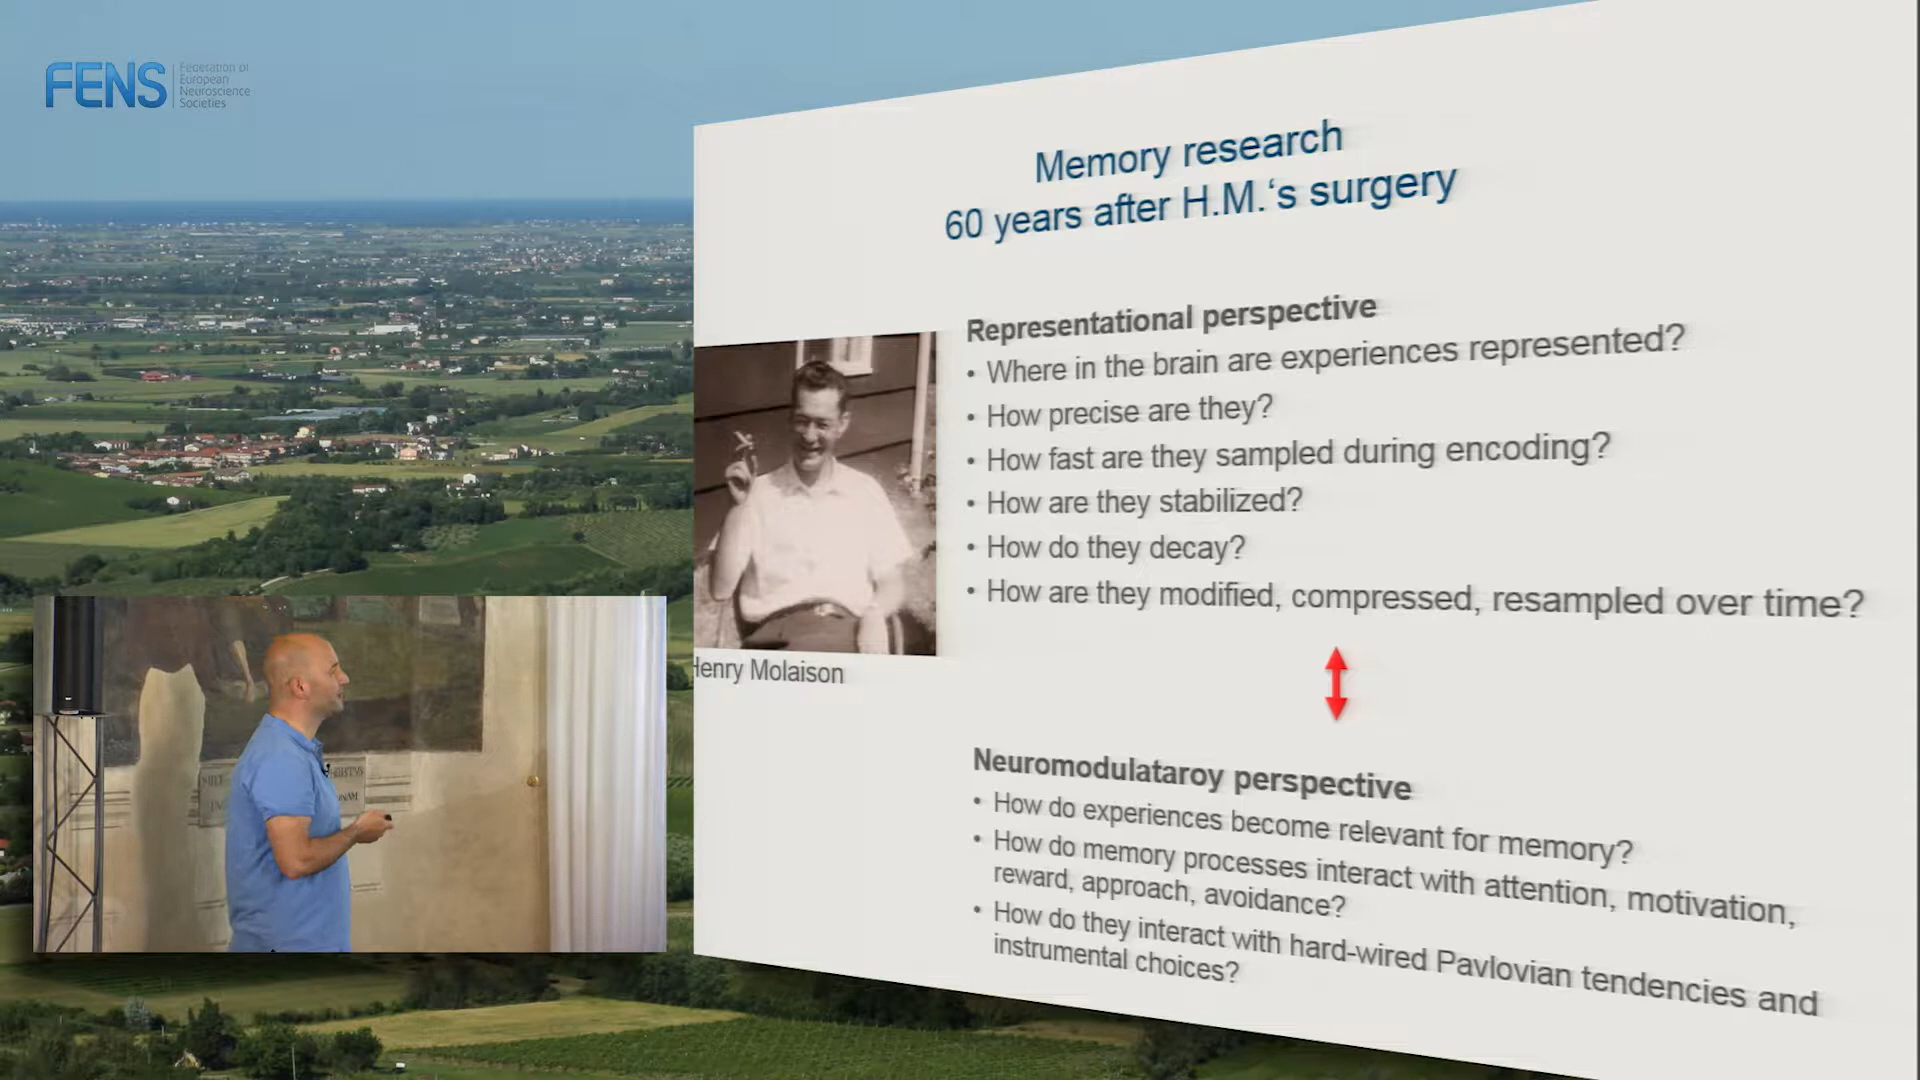 FENS
Federation of
European
Neuroscience
Societies
Memory research
60 years after H.M.‘s surgery
Representational perspective
• Where in the brain are experiences represented?
• How precise are they?
• How fast are they sampled during encoding?
• How are they stabilized?
• How do they decay?
• How are they modified, compressed, resampled over time?
Henry Molaison
Neuromodulataroy perspective
• How do experiences become relevant for memory?
• How do memory processes interact with attention, motivation,
reward, approach, avoidance?
• How do they interact with hard-wired Pavlovian tendencies and
instrumental choices?